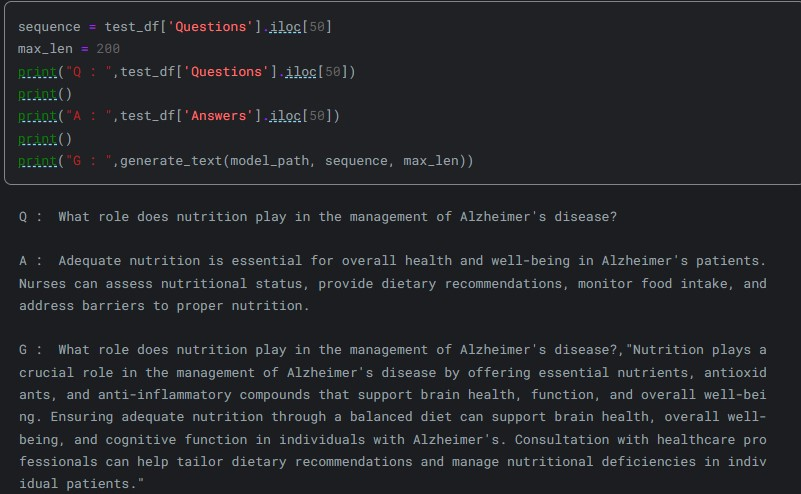 sequence = test_df['Questions'].iloc[50]
max_len = 200
print("Q : ",test_df['Questions'].iloc[50])
print()
print("A : ",test_df['Answers'].iloc[50])
print()
print("G : ",generate_text(model_path, sequence, max_len))
Q :  What role does nutrition play in the management of Alzheimer's disease?
A :  Adequate nutrition is essential for overall health and well-being in Alzheimer's patients.
Nurses can assess nutritional status, provide dietary recommendations, monitor food intake, and
address barriers to proper nutrition.
G :  What role does nutrition play in the management of Alzheimer's disease?,"Nutrition plays a
crucial role in the management of Alzheimer's disease by offering essential nutrients, antioxid
ants, and anti-inflammatory compounds that support brain health, function, and overall well-bei
ng. Ensuring adequate nutrition through a balanced diet can support brain health, overall well-
being, and cognitive function in individuals with Alzheimer's. Consultation with healthcare pro
fessionals can help tailor dietary recommendations and manage nutritional deficiencies in indiv
idual patients."